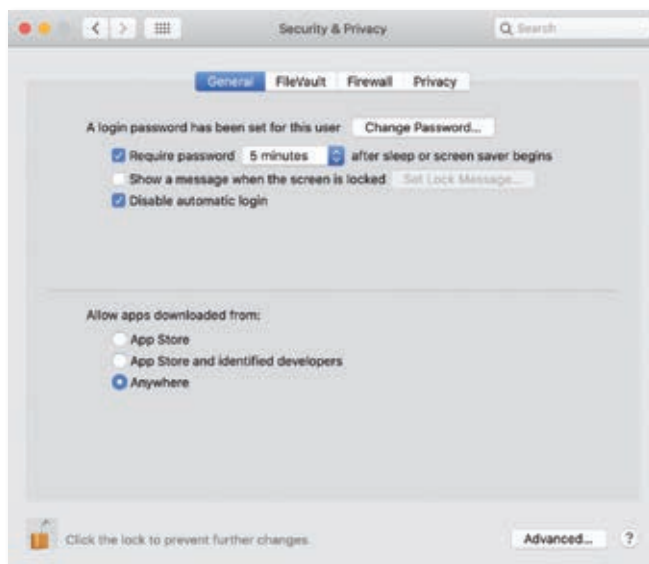 Security & Privacy
Search
General FileVault Firewall Privacy
A login password has been set for this user Change Password...
Require password 5 minutes after sleep or screen saver begins
Show a message when the screen is locked Set Lock Message...
Disable automatic login
Allow apps downloaded from:
App Store
App Store and identified developers
Anywhere
Click the lock to prevent further changes.
Advanced... ?